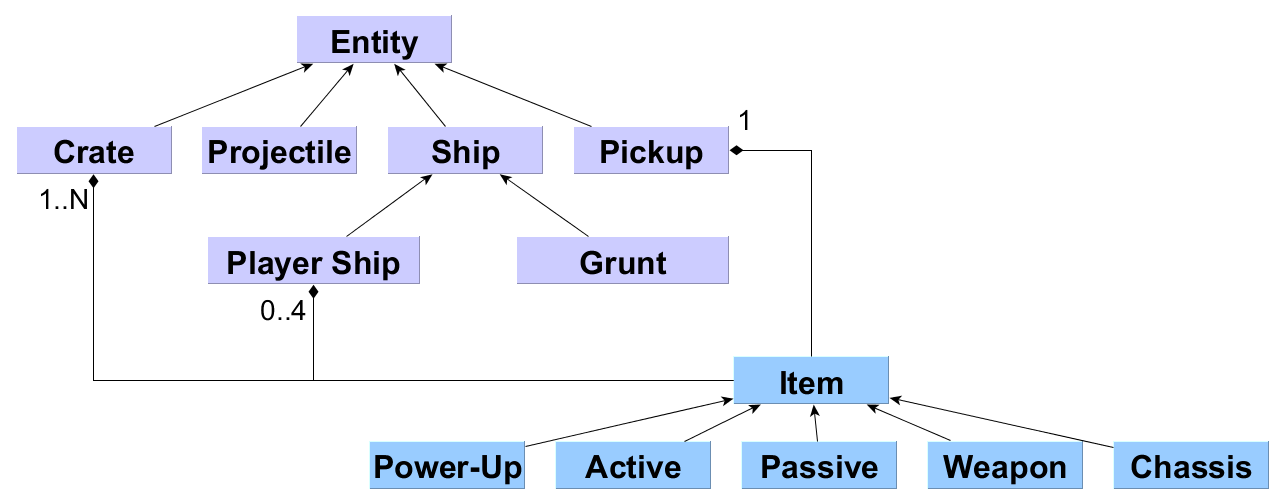 Entity
1
Crate
Projectile
Ship
Pickup
1..N
Player Ship
Grunt
0..4
Item
Power-Up
Active
Passive
Weapon
Chassis